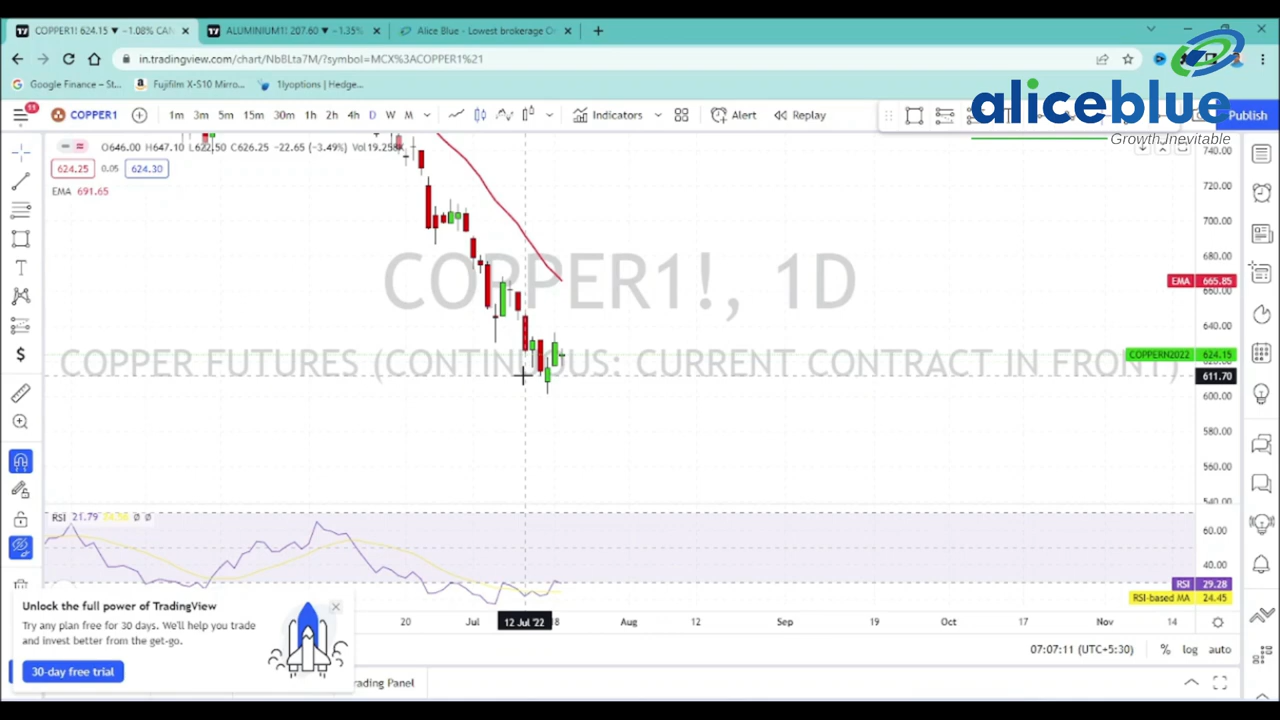 COPPER1! 624.15 ▼ -1.08% CAN
ALUMINIUM1! 207.60 ▼ -1.35%
Alice Blue - Lowest brokerage
in.tradingview.com/chart/NbBLta7M/?symbol=MCX%3ACOPPER1%21
Google Finance - St...
Fujifilm X-S10 Mirro...
1lyoptions | Hedge...
aliceblue
Growth Inevitable
11
COPPER1!
1m 3m 5m 15m 30m 1h 2h 4h D W M
Indicators
Alert
Replay
Publish
O646.00 H647.10 L622.50 C626.25 -22.65 (-3.49%)
624.25 0.05 624.30
EMA 691.65
COPPER1!, 1D
COPPER FUTURES (CONTINUOUS: CURRENT CONTRACT IN FRONT)
740.00
720.00
700.00
680.00
EMA 665.85
660.00
640.00
COPPERN2022 624.15
611.70
600.00
580.00
560.00
540.00
RSI 21.79
60.00
40.00
RSI 29.28
RSI-based MA 24.45
20 Jul 12 Jul '22 Aug 12 Sep 19 Oct 17 Nov 14
07:07:11 (UTC+5:30) % log auto
Unlock the full power of TradingView
Try any plan free for 30 days. We'll help you trade
and invest better from the get-go.
30-day free trial
rading Panel